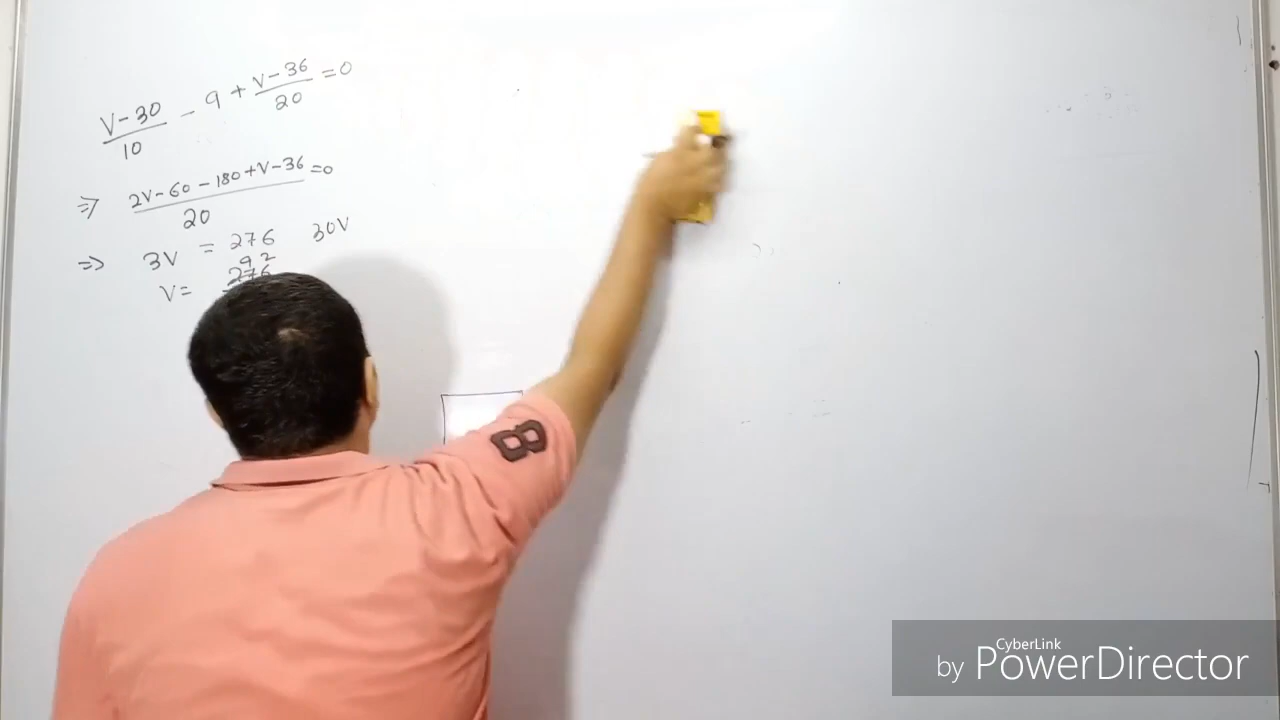 V-30/10 - 9 + V-36/20 = 0
⇒ 2V-60-180+V-36/20 = 0
⇒ 3V = 276 30V
92
V = 276
B
CyberLink
by PowerDirector